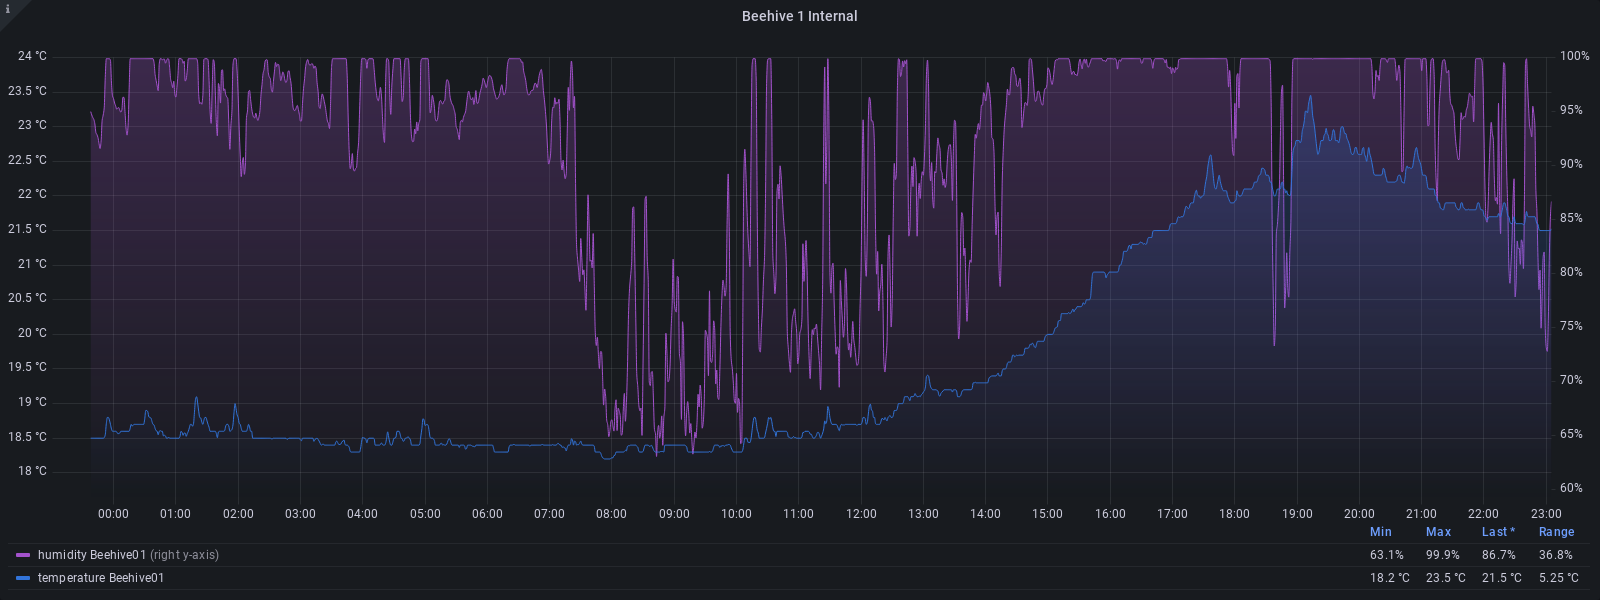 i
Beehive 1 Internal
24 °C 100%
23.5 °C 95%
23 °C
22.5 °C 90%
22 °C
21.5 °C 85%
21 °C 80%
20.5 °C
20 °C 75%
19.5 °C
19 °C 70%
18.5 °C 65%
18 °C
60%
00:00 01:00 02:00 03:00 04:00 05:00 06:00 07:00 08:00 09:00 10:00 11:00 12:00 13:00 14:00 15:00 16:00 17:00 18:00 19:00 20:00 21:00 22:00 23:00
Min Max Last * Range
humidity Beehive01 (right y-axis) 63.1% 99.9% 86.7% 36.8%
temperature Beehive01 18.2 °C 23.5 °C 21.5 °C 5.25 °C